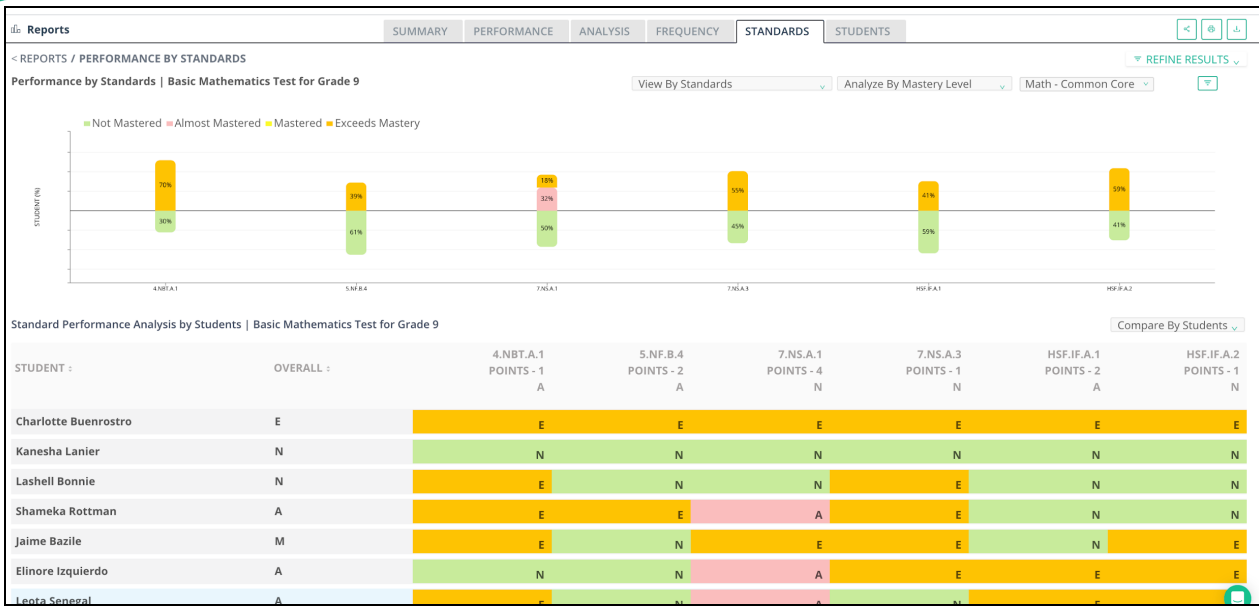 Reports
SUMMARY PERFORMANCE ANALYSIS FREQUENCY STANDARDS STUDENTS
< REPORTS / PERFORMANCE BY STANDARDS
REFINE RESULTS
Performance by Standards | Basic Mathematics Test for Grade 9
View By Standards Analyze By Mastery Level Math - Common Core
Not Mastered Almost Mastered Mastered Exceeds Mastery
STUDENT (%)
70% 39% 18% 55% 41% 59%
32%
30% 61% 50% 45% 59% 41%
4.NBT.A.1 5.NF.B.4 7.NS.A.1 7.NS.A.3 HSF.IF.A.1 HSF.IF.A.2
Standard Performance Analysis by Students | Basic Mathematics Test for Grade 9
Compare By Students
4.NBT.A.1 5.NF.B.4 7.NS.A.1 7.NS.A.3 HSF.IF.A.1 HSF.IF.A.2
STUDENT OVERALL POINTS - 1 POINTS - 2 POINTS - 4 POINTS - 1 POINTS - 2 POINTS - 1
A A N N A N
Charlotte Buenrostro E E E E E E E
Kanesha Lanier N N N N N N N
Lashell Bonnie N E N N E N N
Shameka Rottman A E E A E N N
Jaime Bazile M E N E E N E
Elinore Izquierdo A N N A E E E
Leota Senegal A E N A N E